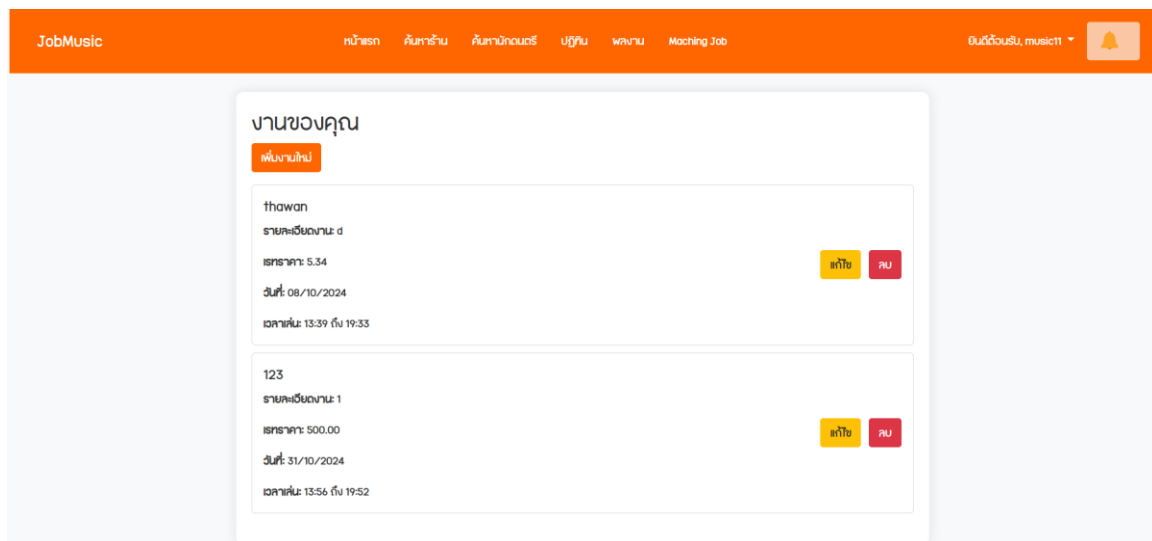 JobMusic
หน้าแรก ค้นหาร้าน ค้นหานักดนตรี ปฏิทิน ผลงาน Maching Job
ยินดีต้อนรับ, music11
งานของคุณ
เพิ่มงานใหม่
thawan
รายละเอียดงาน: d
เรทราคา: 5.34
วันที่: 08/10/2024
เวลาเล่น: 13:39 ถึง 19:33
แก้ไข ลบ
123
รายละเอียดงาน: 1
เรทราคา: 500.00
วันที่: 31/10/2024
เวลาเล่น: 13:56 ถึง 19:52
แก้ไข ลบ